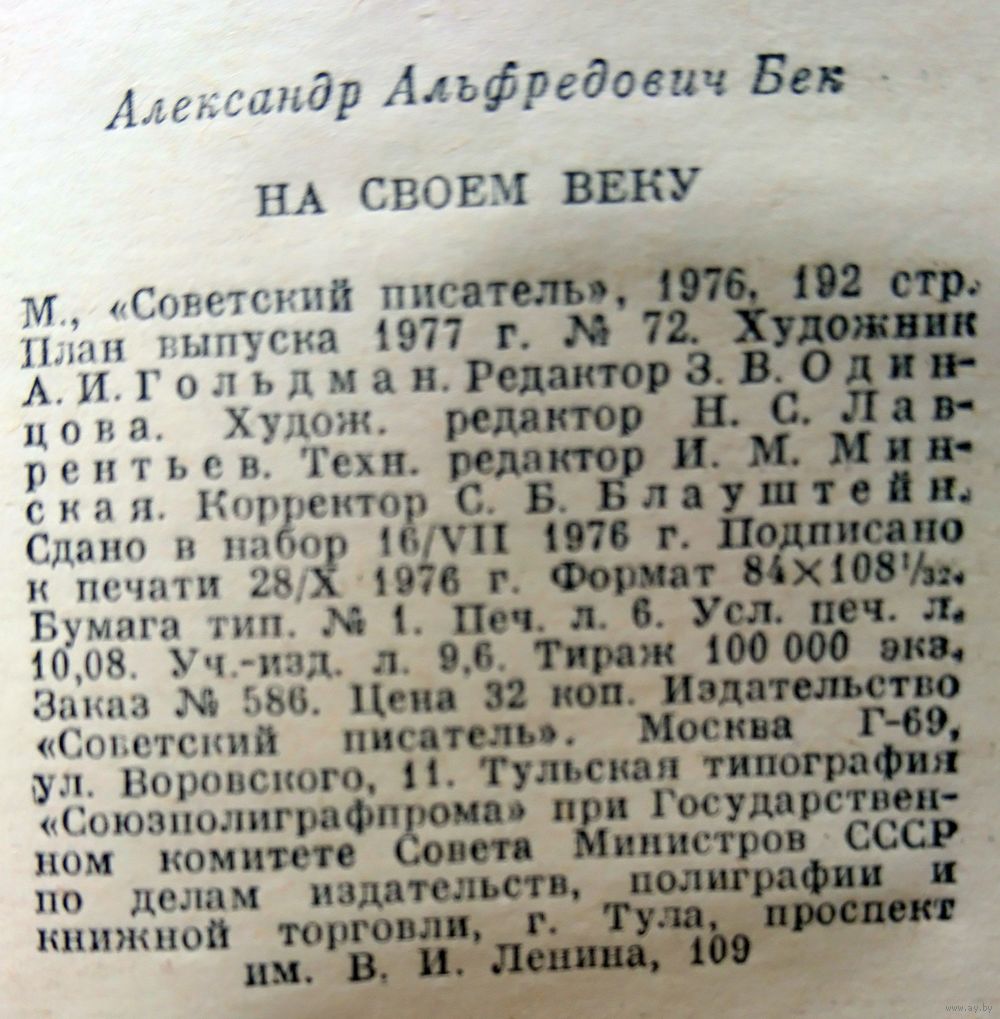 Александр Альфредович Бек
НА СВОЕМ ВЕКУ
М., «Советский писатель», 1976, 192 стр.
План выпуска 1977 г. № 72. Художник
А. И. Гольдман. Редактор З. В. Один-
цова. Худож. редактор Н. С. Лав-
рентьев. Техн. редактор И. М. Мин-
ская. Корректор С. Б. Блауштейн.
Сдано в набор 16/VII 1976 г. Подписано
к печати 28/X 1976 г. Формат 84×108¹/₃₂.
Бумага тип. № 1. Печ. л. 6. Усл. печ. л.
10,08. Уч.-изд. л. 9,6. Тираж 100 000 экз.
Заказ № 586. Цена 32 коп. Издательство
«Советский писатель». Москва Г-69,
ул. Воровского, 11. Тульская типография
«Союзполиграфпрома» при Государствен-
ном комитете Совета Министров СССР
по делам издательств, полиграфии и
книжной торговли, г. Тула, проспект
им. В. И. Ленина, 109
www.ay.by